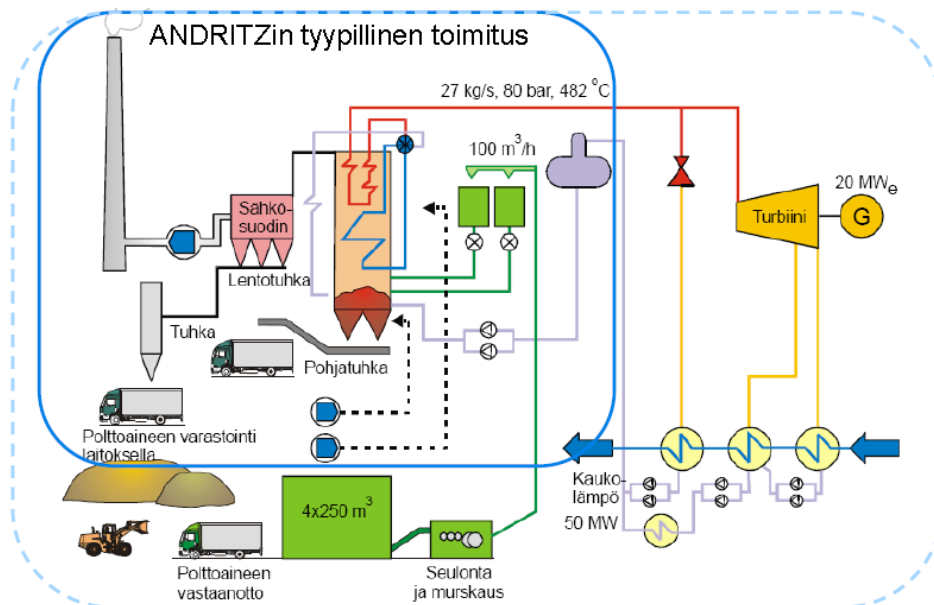 ANDRITZin tyypillinen toimitus
27 kg/s, 80 bar, 482 °C
100 m³/h
20 MWe
Sähkö-
suodin
Turbiini
G
Lentotuhka
Tuhka
Pohjatuhka
Polttoaineen varastointi
laitoksella
Kauko-
lämpö
50 MW
4x250 m³
Polttoaineen
vastaanotto
Seulonta
ja murskaus